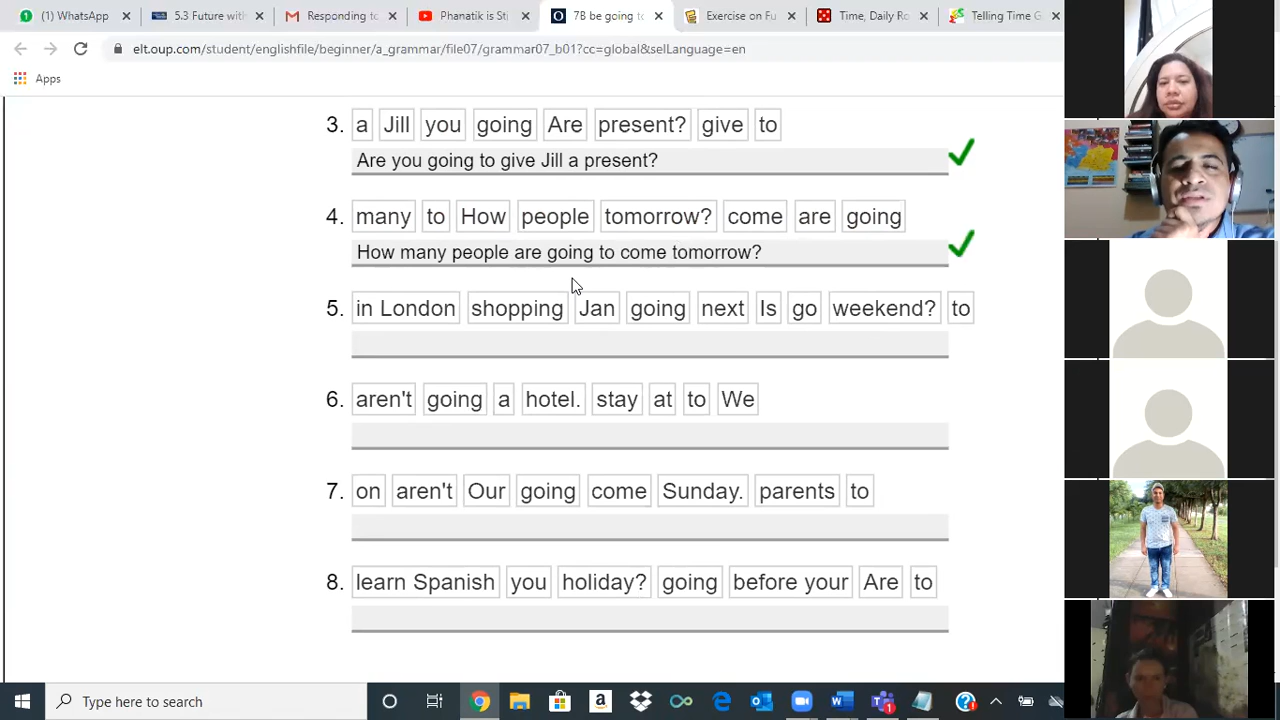 (1) WhatsApp
5.3 Future with
Responding to
Phanatik is St
7B be going to
Exercise on Fu
Time, Daily Ro
Telling Time G
elt.oup.com/student/englishfile/beginner/a_grammar/file07/grammar07_b01?cc=global&selLanguage=en
Apps
3. a Jill you going Are present? give to
Are you going to give Jill a present?
4. many to How people tomorrow? come are going
How many people are going to come tomorrow?
5. in London shopping Jan going next Is go weekend? to
6. aren't going a hotel. stay at to We
7. on aren't Our going come Sunday. parents to
8. learn Spanish you holiday? going before your Are to
Type here to search